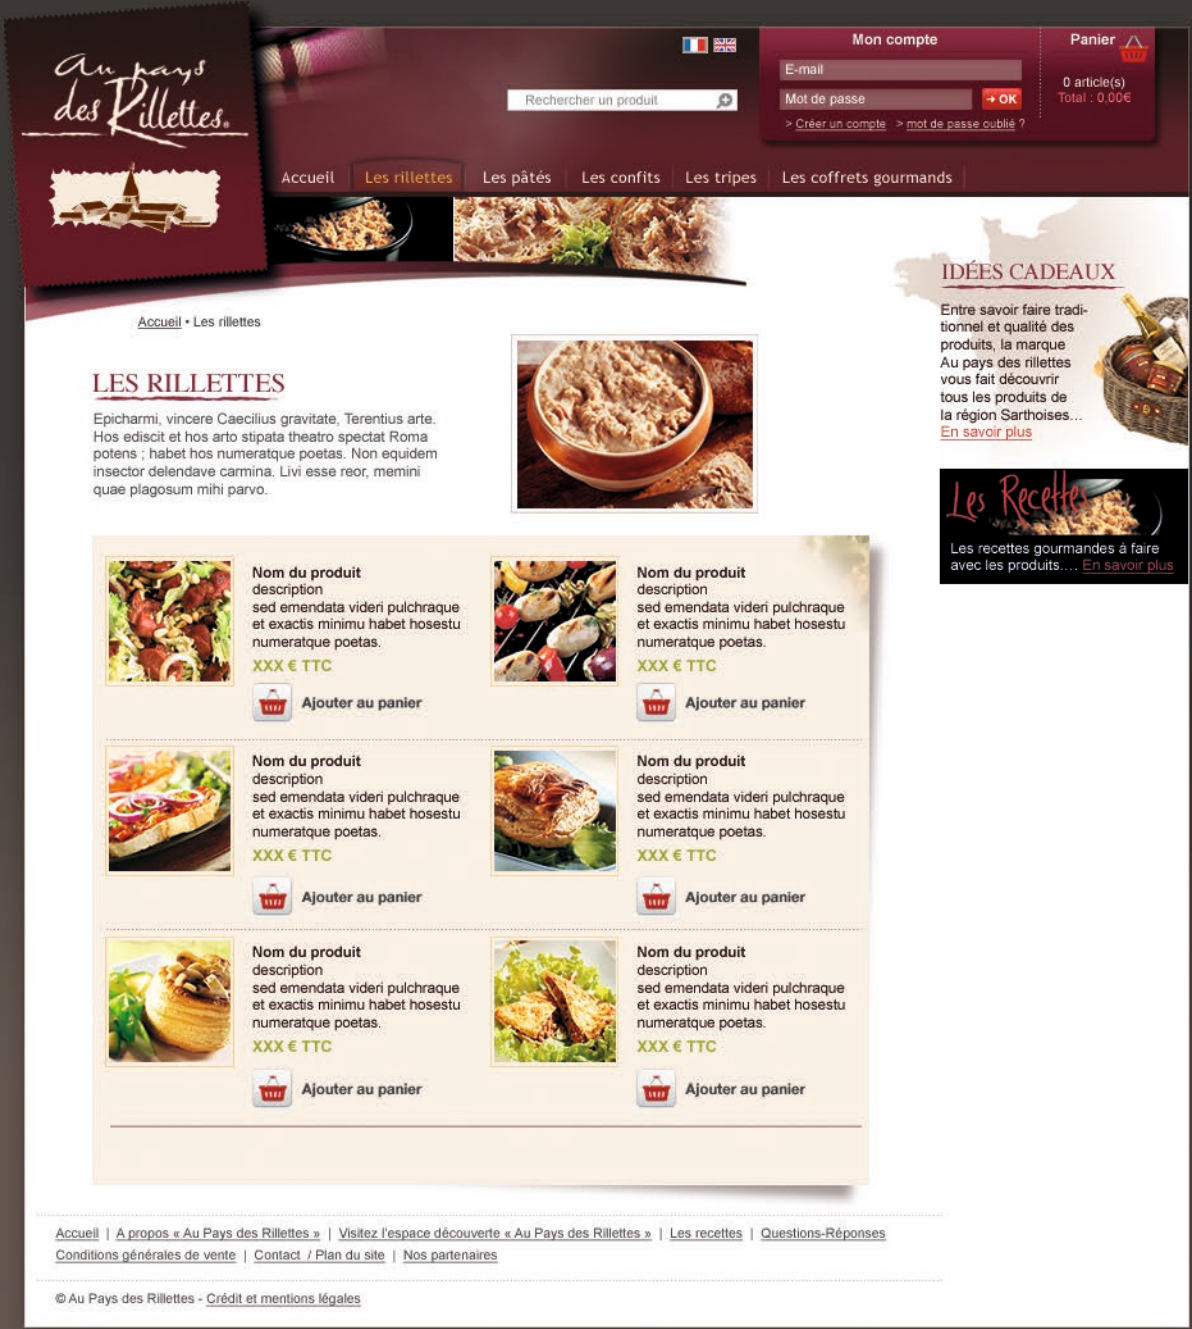 Au pays
des Rillettes®
Rechercher un produit
Mon compte
E-mail
Mot de passe
OK
> Créer un compte > mot de passe oublié ?
Panier
0 article(s)
Total : 0,00€
Accueil Les rillettes Les pâtés Les confits Les tripes Les coffrets gourmands
Accueil • Les rillettes
LES RILLETTES
Epicharmi, vincere Caecilius gravitate, Terentius arte.
Hos ediscit et hos arto stipata theatro spectat Roma
potens ; habet hos numeratque poetas. Non equidem
insector delendave carmina. Livi esse reor, memini
quae plagosum mihi parvo.
IDÉES CADEAUX
Entre savoir faire tradi-
tionnel et qualité des
produits, la marque
Au pays des rillettes
vous fait découvrir
tous les produits de
la région Sarthoises...
En savoir plus
Les Recettes
Les recettes gourmandes à faire
avec les produits.... En savoir plus
Nom du produit
description
sed emendata videri pulchraque
et exactis minimu habet hosestu
numeratque poetas.
XXX € TTC
Ajouter au panier
Nom du produit
description
sed emendata videri pulchraque
et exactis minimu habet hosestu
numeratque poetas.
XXX € TTC
Ajouter au panier
Nom du produit
description
sed emendata videri pulchraque
et exactis minimu habet hosestu
numeratque poetas.
XXX € TTC
Ajouter au panier
Nom du produit
description
sed emendata videri pulchraque
et exactis minimu habet hosestu
numeratque poetas.
XXX € TTC
Ajouter au panier
Nom du produit
description
sed emendata videri pulchraque
et exactis minimu habet hosestu
numeratque poetas.
XXX € TTC
Ajouter au panier
Nom du produit
description
sed emendata videri pulchraque
et exactis minimu habet hosestu
numeratque poetas.
XXX € TTC
Ajouter au panier
Accueil | A propos « Au Pays des Rillettes » | Visitez l'espace découverte « Au Pays des Rillettes » | Les recettes | Questions-Réponses
Conditions générales de vente | Contact / Plan du site | Nos partenaires
© Au Pays des Rillettes - Crédit et mentions légales